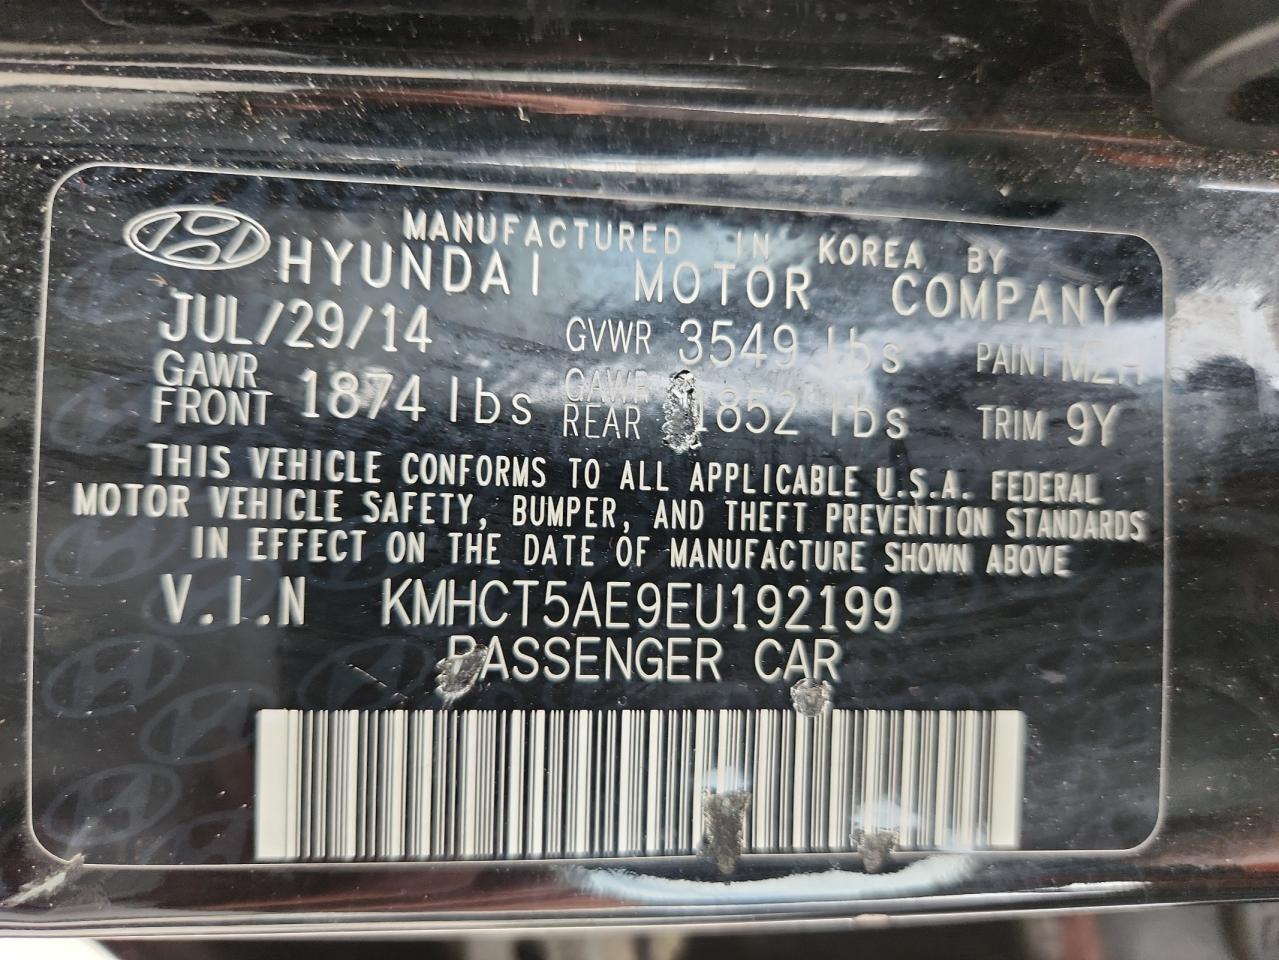 MANUFACTURED IN KOREA BY
HYUNDAI MOTOR COMPANY
JUL/29/14 GVWR 3549 lbs PAINT MZH
GAWR FRONT 1874 lbs GAWR REAR 1852 lbs TRIM 9Y
THIS VEHICLE CONFORMS TO ALL APPLICABLE U.S.A. FEDERAL
MOTOR VEHICLE SAFETY, BUMPER, AND THEFT PREVENTION STANDARDS
IN EFFECT ON THE DATE OF MANUFACTURE SHOWN ABOVE
V.I.N KMHCT5AE9EU192199
PASSENGER CAR